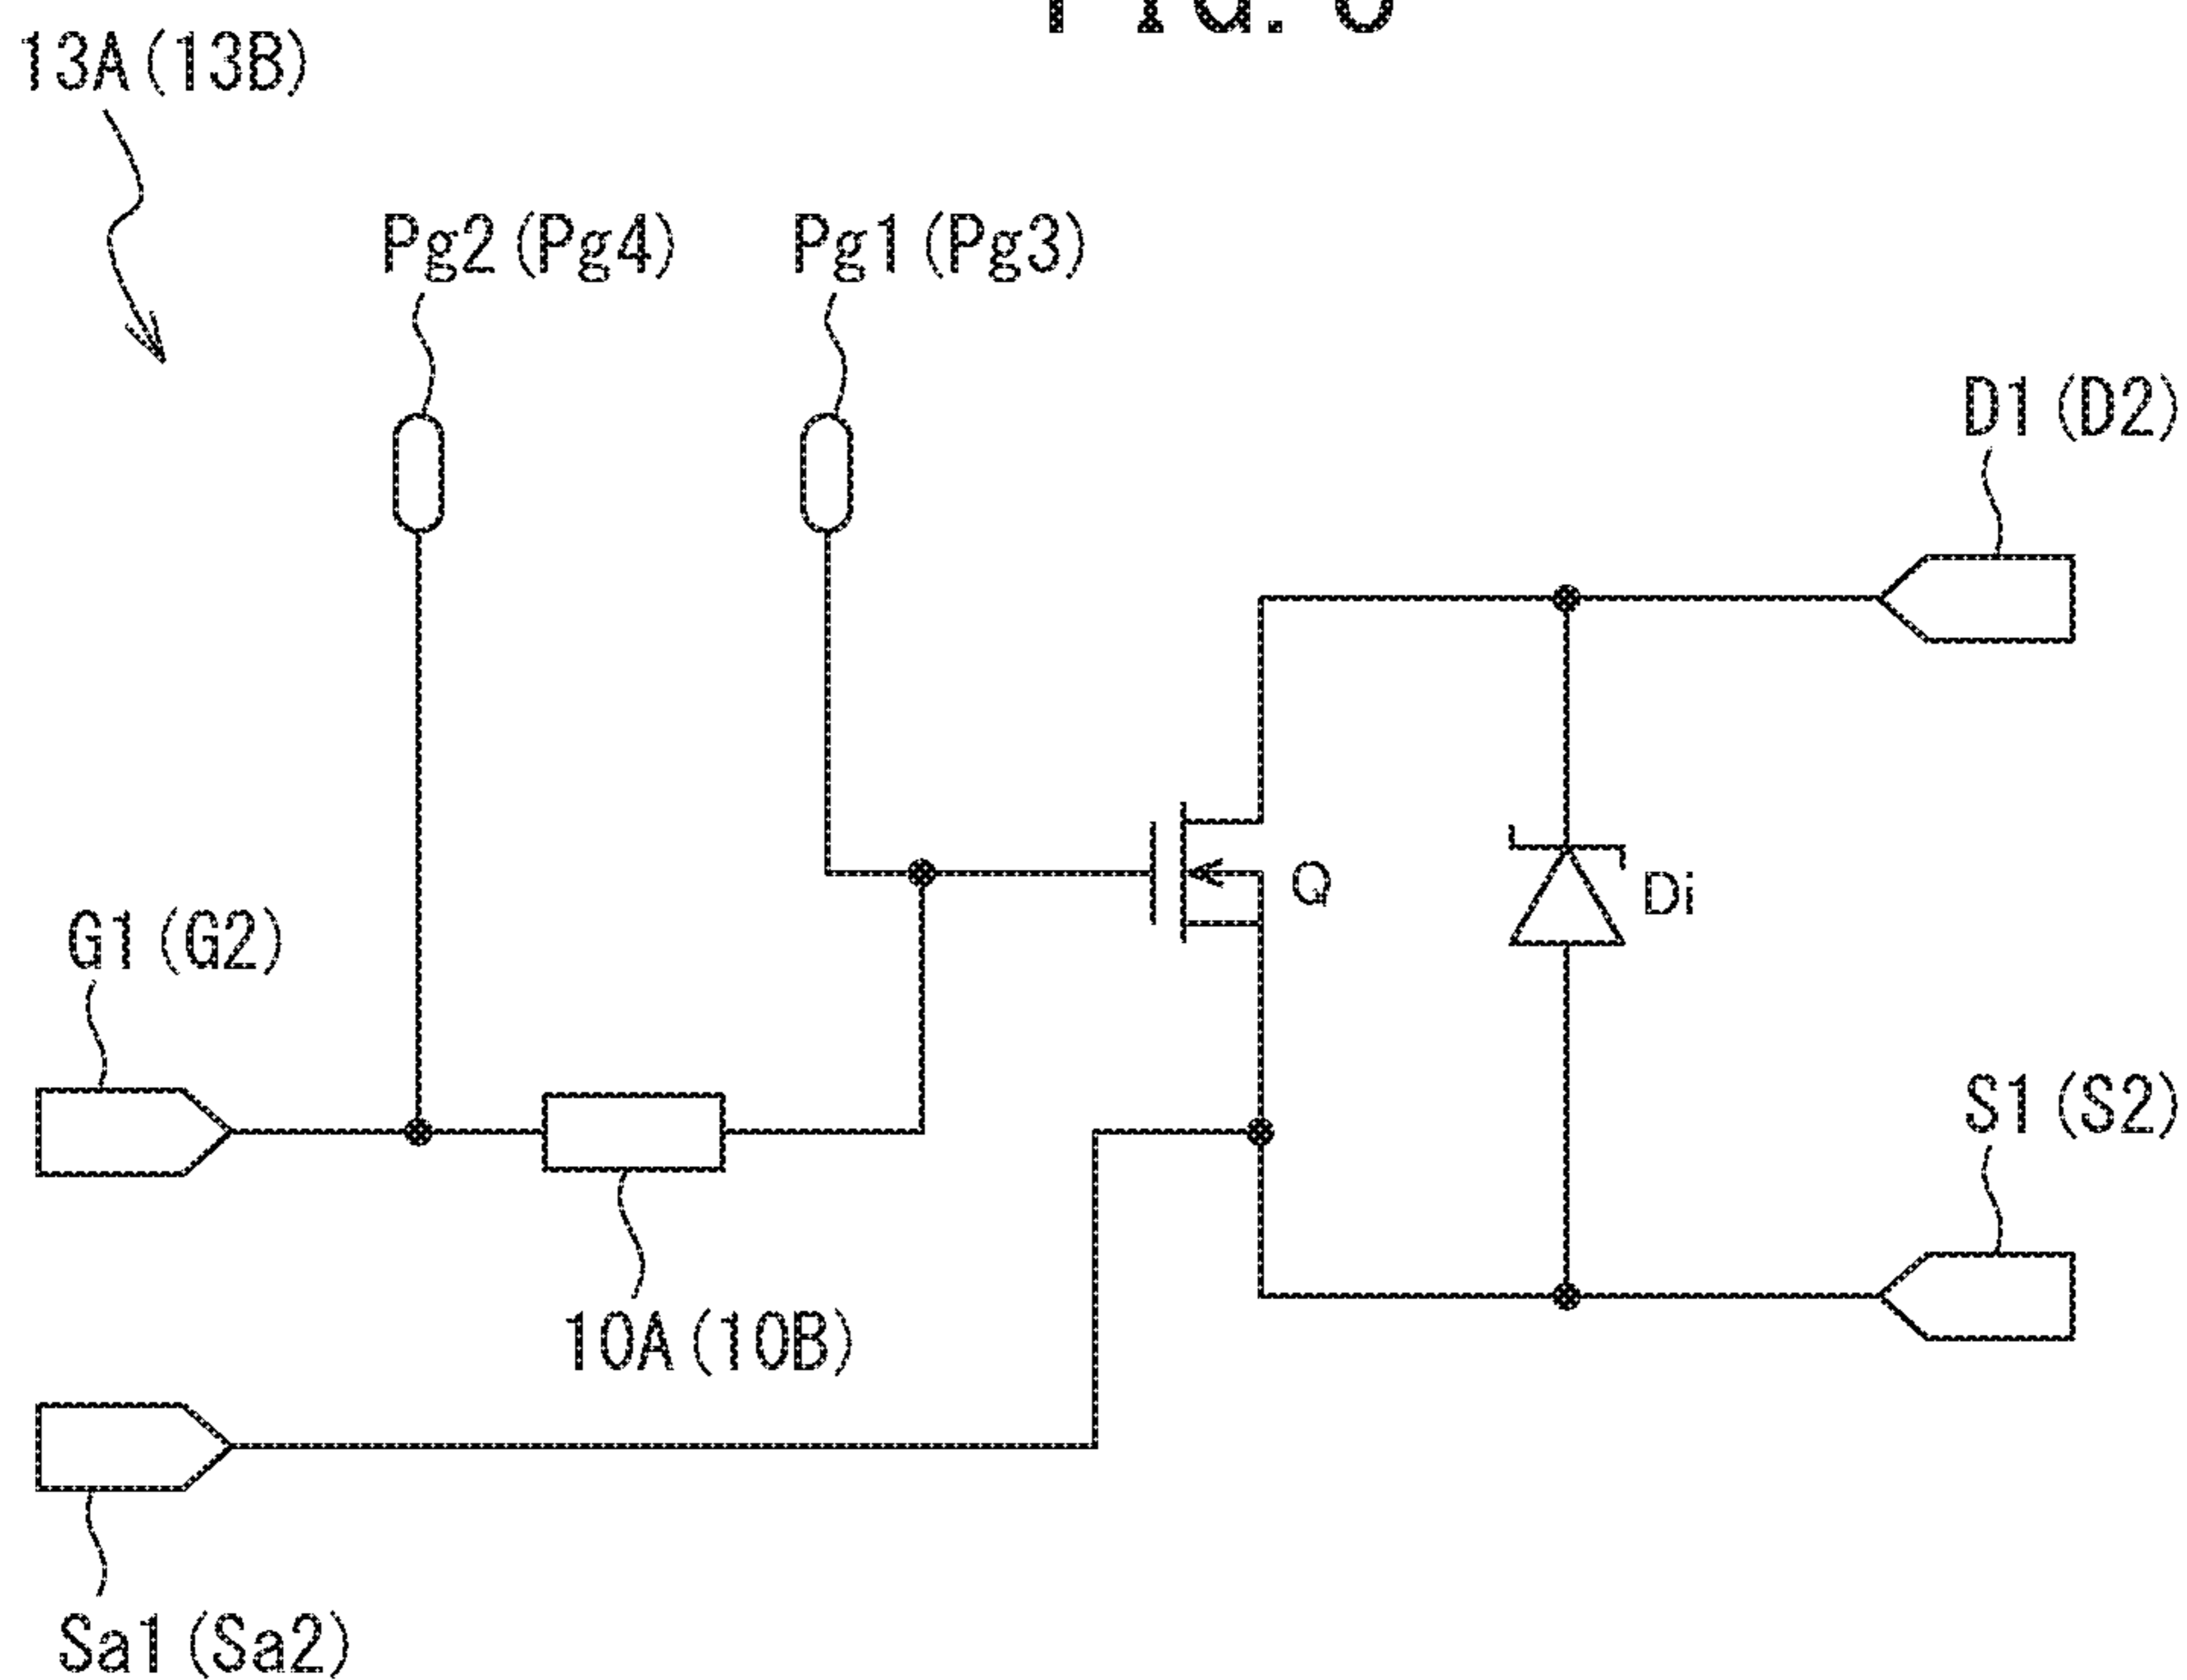 13A(13B)
Pg2(Pg4)
Pg1(Pg3)
D1(D2)
Q
Di
G1(G2)
S1(S2)
10A(10B)
Sa1(Sa2)